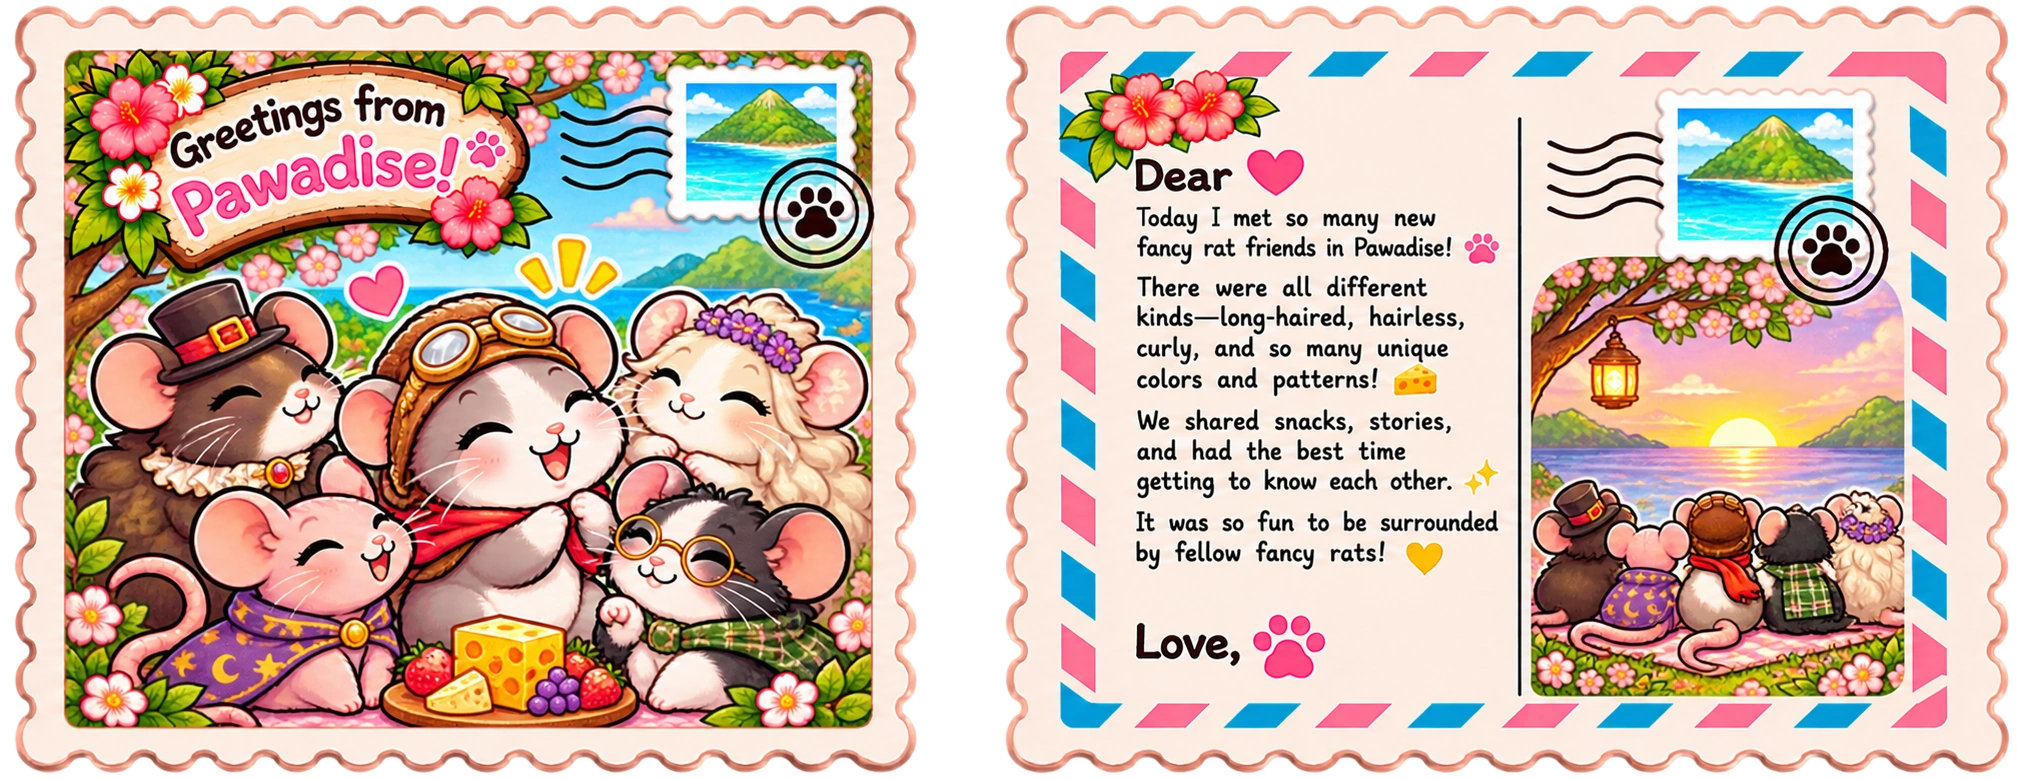 Greetings from
Pawadise!
Dear
Today I met so many new
fancy rat friends in Pawadise!
There were all different
kinds—long-haired, hairless,
curly, and so many unique
colors and patterns!
We shared snacks, stories,
and had the best time
getting to know each other.
It was so fun to be surrounded
by fellow fancy rats!
Love,